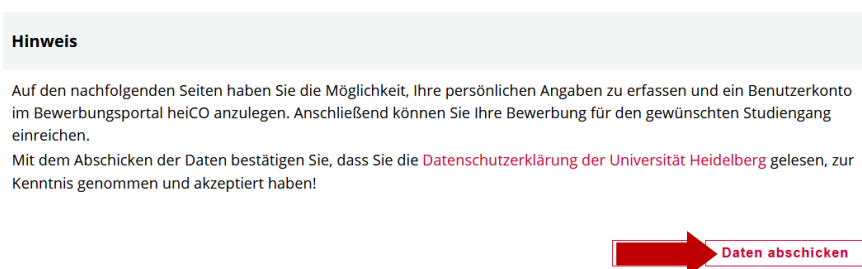 Hinweis
Auf den nachfolgenden Seiten haben Sie die Möglichkeit, Ihre persönlichen Angaben zu erfassen und ein Benutzerkonto
im Bewerbungsportal heiCO anzulegen. Anschließend können Sie Ihre Bewerbung für den gewünschten Studiengang
einreichen.
Mit dem Abschicken der Daten bestätigen Sie, dass Sie die Datenschutzerklärung der Universität Heidelberg gelesen, zur
Kenntnis genommen und akzeptiert haben!
Daten abschicken